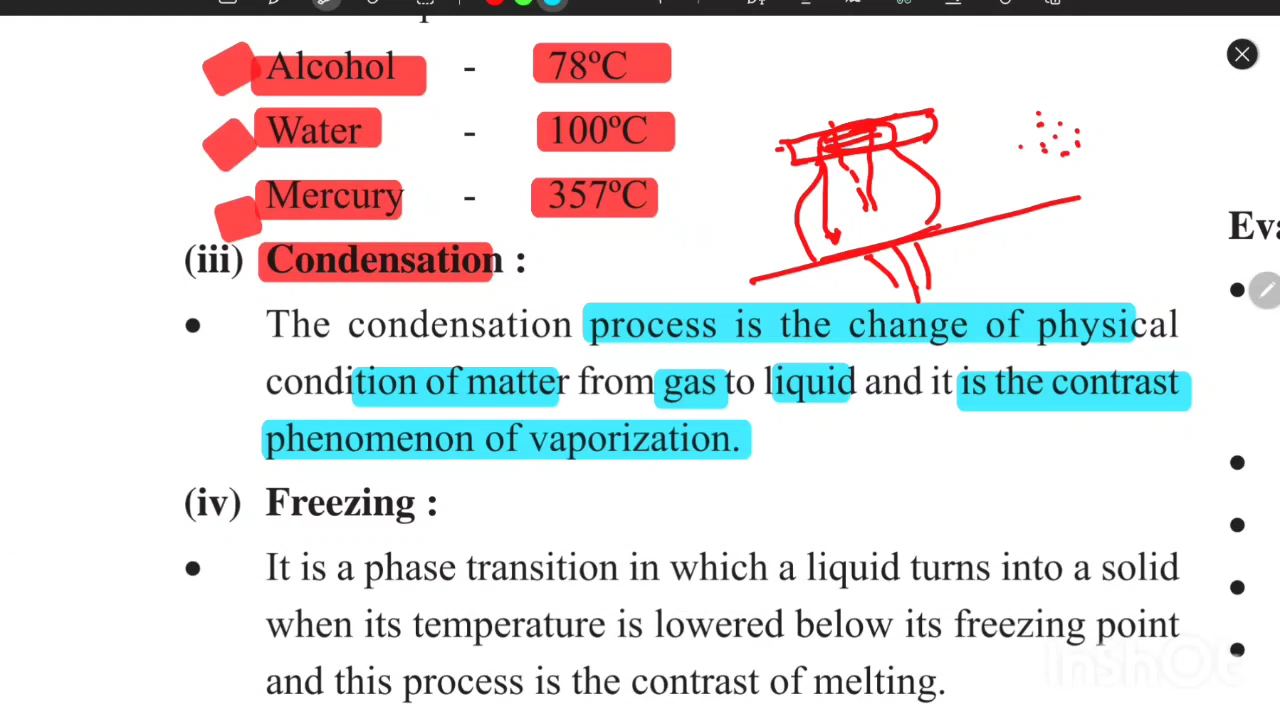 Alcohol - 78ºC
Water - 100ºC
Mercury - 357ºC
(iii) Condensation :
Eva
• The condensation process is the change of physical
condition of matter from gas to liquid and it is the contrast
phenomenon of vaporization.
(iv) Freezing :
• It is a phase transition in which a liquid turns into a solid
when its temperature is lowered below its freezing point
and this process is the contrast of melting.
InShOt